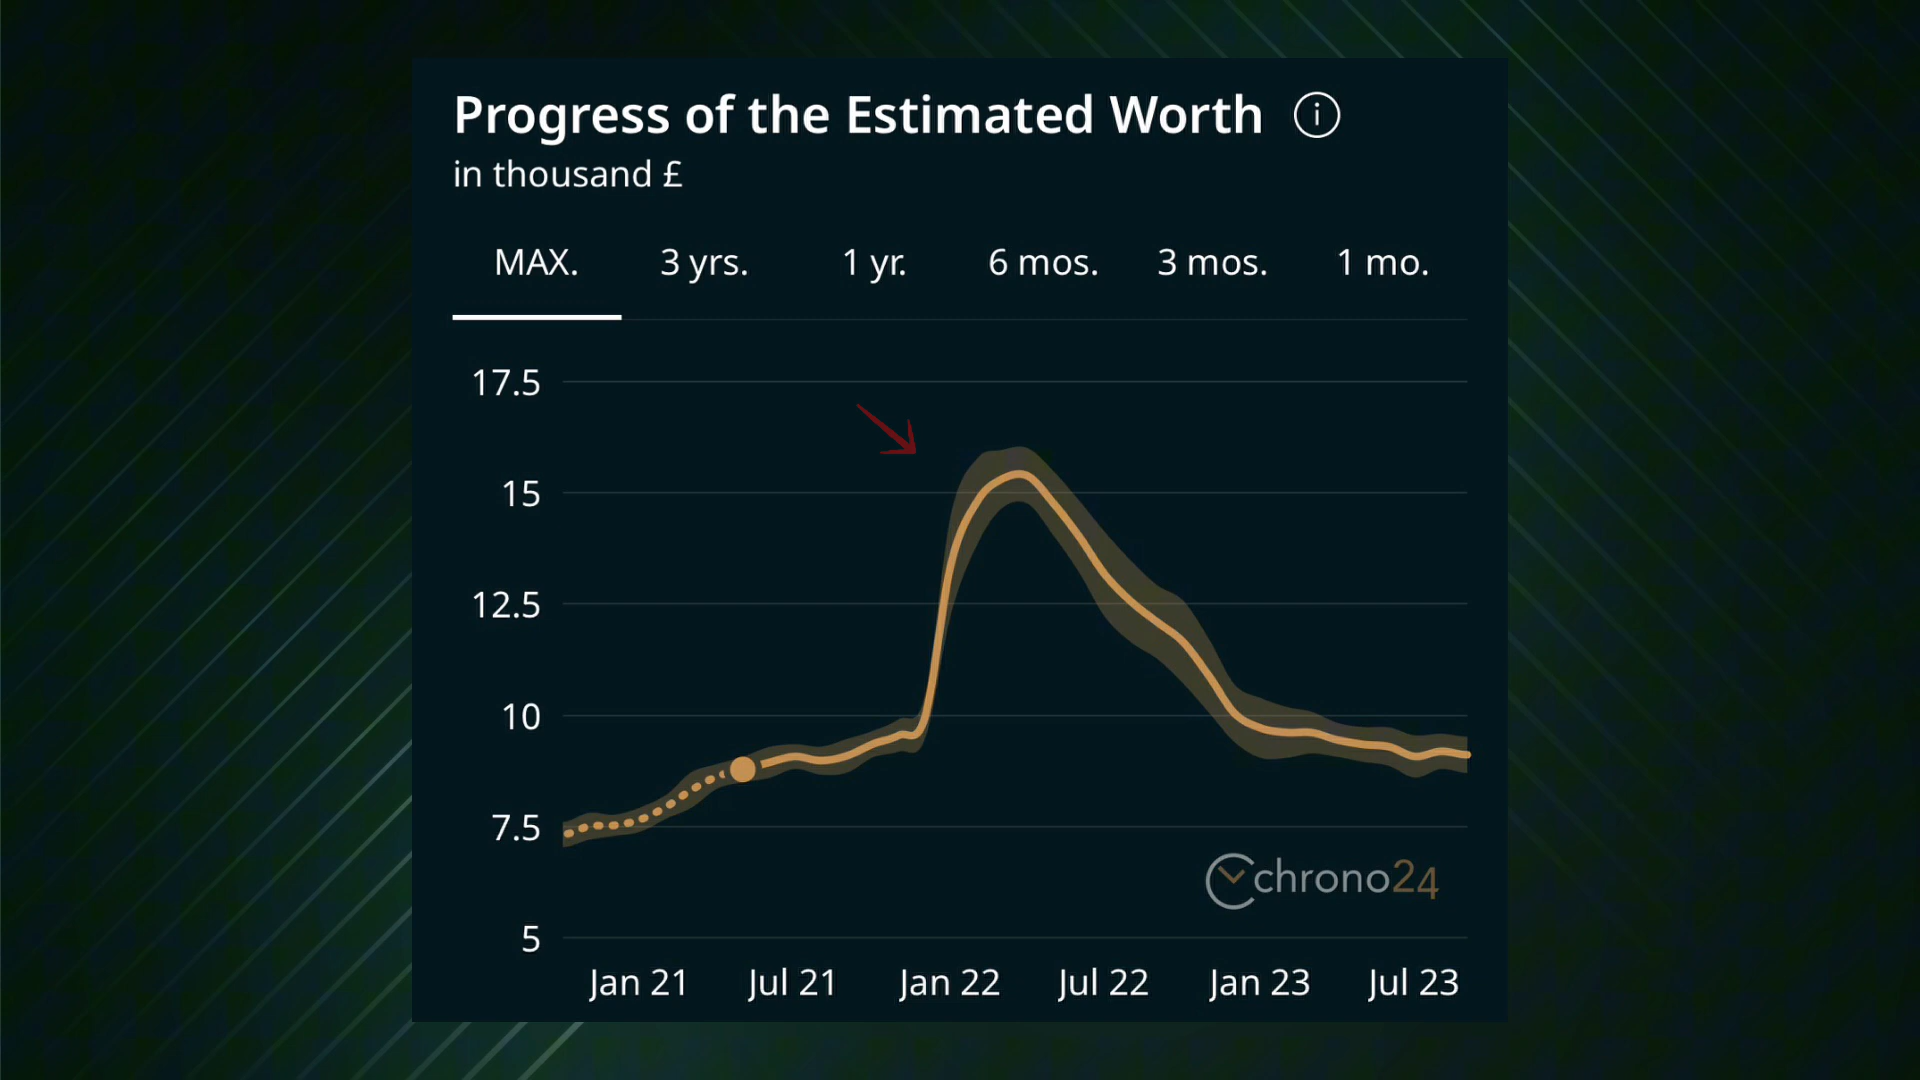 Progress of the Estimated Worth i
in thousand £
MAX. 3 yrs. 1 yr. 6 mos. 3 mos. 1 mo.
17.5
15
12.5
10
7.5
chrono24
5
Jan 21 Jul 21 Jan 22 Jul 22 Jan 23 Jul 23